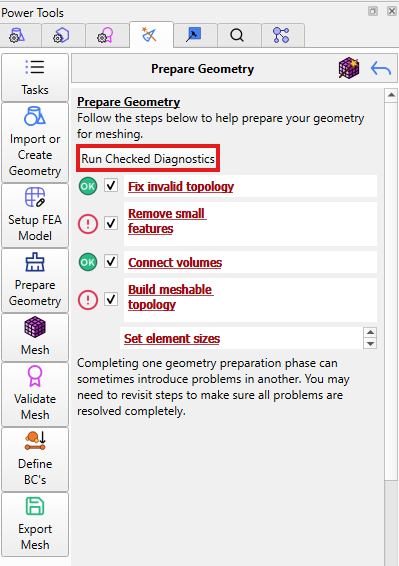 Power Tools
Prepare Geometry
Tasks
Import or
Create
Geometry
Setup FEA
Model
Prepare
Geometry
Mesh
Validate
Mesh
Define
BC's
Export
Mesh
Prepare Geometry
Follow the steps below to help prepare your geometry
for meshing.
Run Checked Diagnostics
OK Fix invalid topology
Remove small
features
OK Connect volumes
Build meshable
topology
Set element sizes
Completing one geometry preparation phase can
sometimes introduce problems in another. You may
need to revisit steps to make sure all problems are
resolved completely.